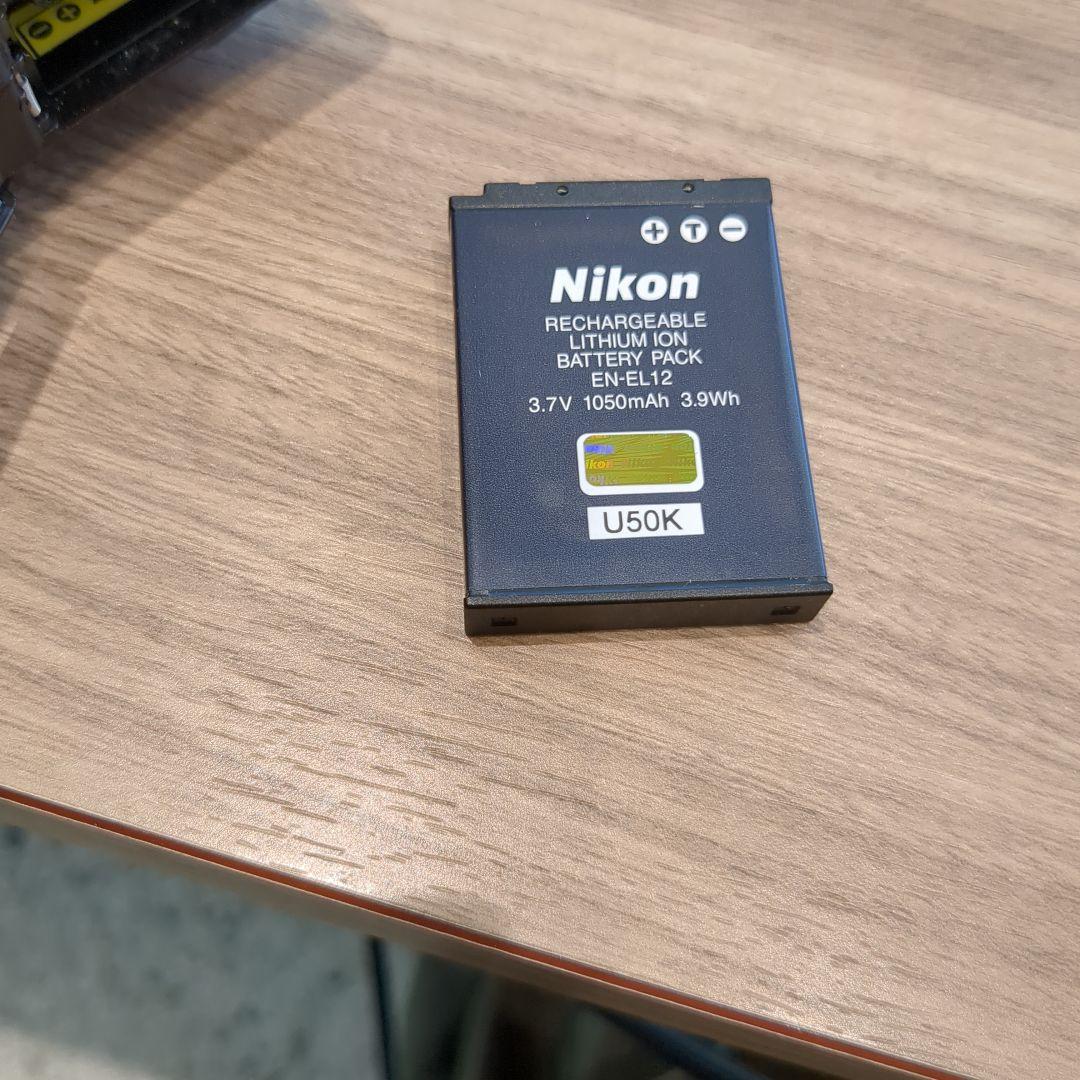 + T −
Nikon
RECHARGEABLE
LITHIUM ION
BATTERY PACK
EN-EL12
3.7V 1050mAh 3.9Wh
U50K